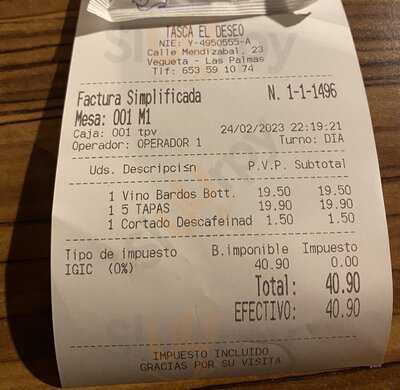 TASCA EL DESEO
NIE: Y-4950555-A
Calle Mendizabal, 23
Vegueta - Las Palmas
Tlf: 653 59 10 74
Factura Simplificada N. 1-1-1496
Mesa: 001 M1
Caja: 001 tpv 24/02/2023 22:19:21
Operador: OPERADOR 1 Turno: DIA
Uds. Descripci≤n P.V.P. Subtotal
1 Vino Bardos Bott. 19.50 19.50
1 5 TAPAS 19.90 19.90
1 Cortado Descafeinad 1.50 1.50
Tipo de impuesto B.imponible Impuesto
IGIC (0%) 40.90 0.00
Total: 40.90
EFECTIVO: 40.90
IMPUESTO INCLUIDO
GRACIAS POR SU VISITA